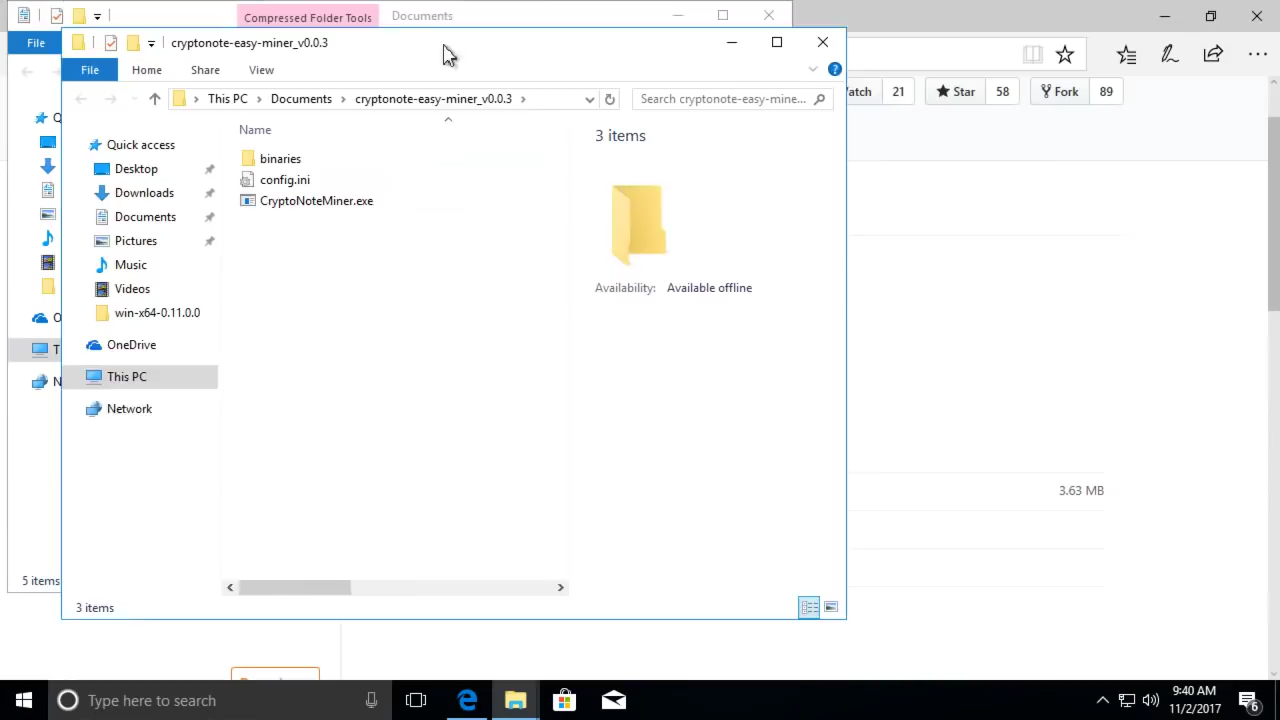 Compressed Folder Tools
Documents
File
cryptonote-easy-miner_v0.0.3
File
Home
Share
View
This PC
Documents
cryptonote-easy-miner_v0.0.3
Search cryptonote-easy-mine...
Watch 21
Star 58
Fork 89
Name
3 items
Quick access
binaries
Desktop
config.ini
Downloads
CryptoNoteMiner.exe
Documents
Pictures
Music
Videos
Availability: Available offline
win-x64-0.11.0.0
OneDrive
This PC
Network
3.63 MB
5 items
3 items
Type here to search
9:40 AM
11/2/2017
6